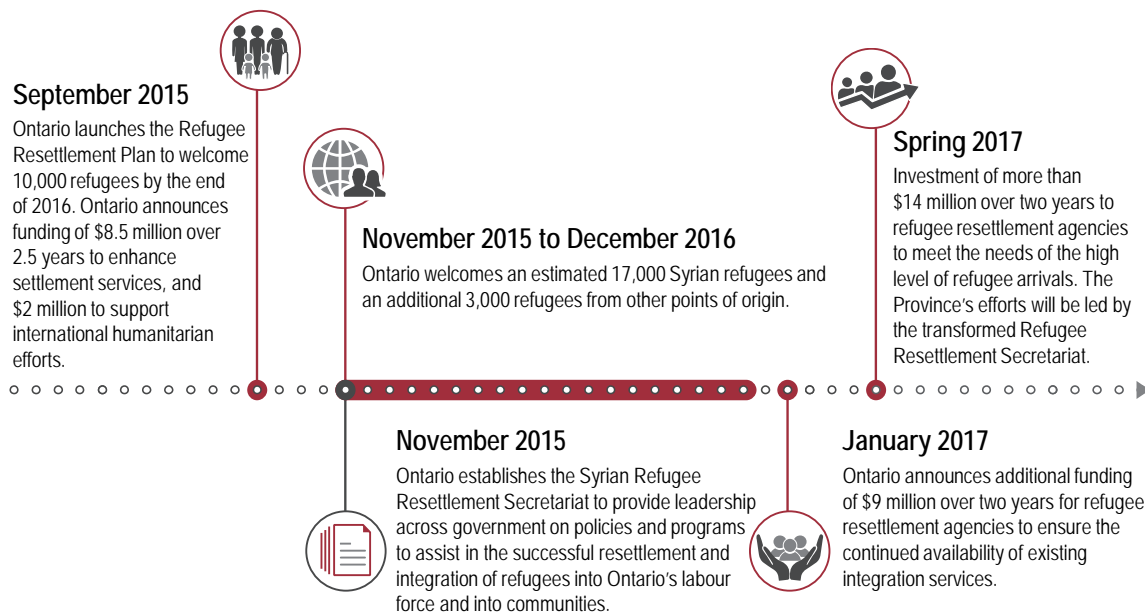 September 2015
Ontario launches the Refugee
Resettlement Plan to welcome
10,000 refugees by the end
of 2016. Ontario announces
funding of $8.5 million over
2.5 years to enhance
settlement services, and
$2 million to support
international humanitarian
efforts.
November 2015 to December 2016
Ontario welcomes an estimated 17,000 Syrian refugees and
an additional 3,000 refugees from other points of origin.
Spring 2017
Investment of more than
$14 million over two years to
refugee resettlement agencies
to meet the needs of the high
level of refugee arrivals. The
Province’s efforts will be led by
the transformed Refugee
Resettlement Secretariat.
November 2015
Ontario establishes the Syrian Refugee
Resettlement Secretariat to provide leadership
across government on policies and programs
to assist in the successful resettlement and
integration of refugees into Ontario’s labour
force and into communities.
January 2017
Ontario announces additional funding
of $9 million over two years for refugee
resettlement agencies to ensure the
continued availability of existing
integration services.